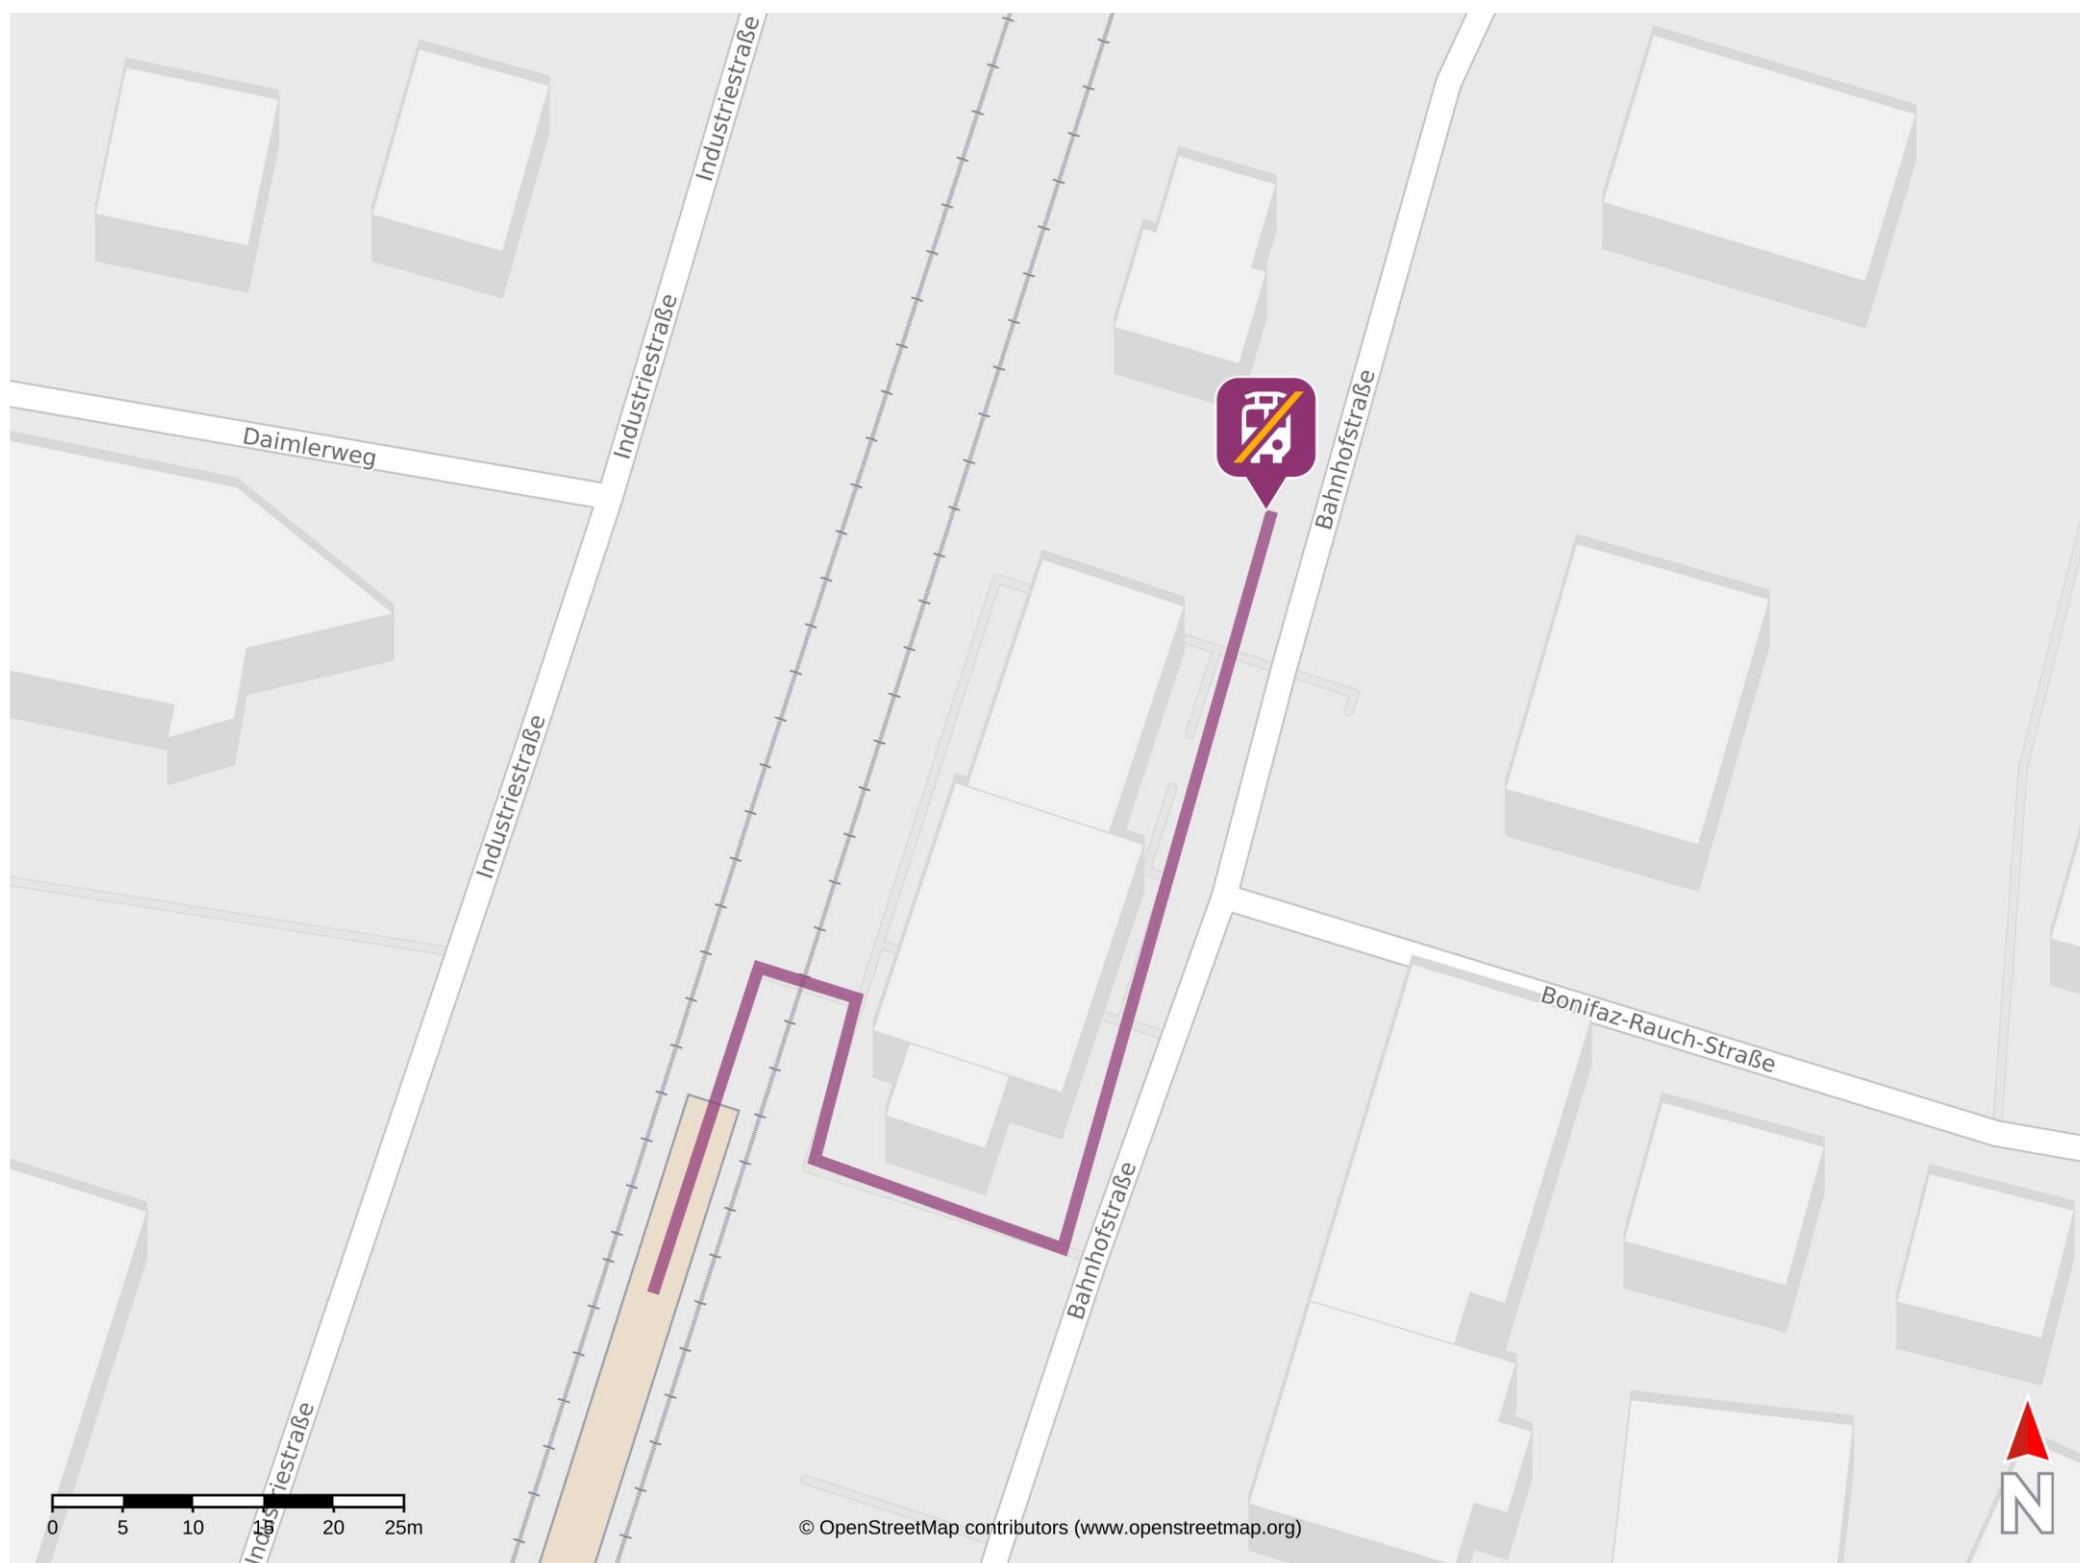 Industriestraße
Industriestraße
Bahnhofstraße
Daimlerweg
Industriestraße
Bonifaz-Rauch-Straße
Bahnhofstraße
Industriestraße
0 5 10 15 20 25m
© OpenStreetMap contributors (www.openstreetmap.org)
N